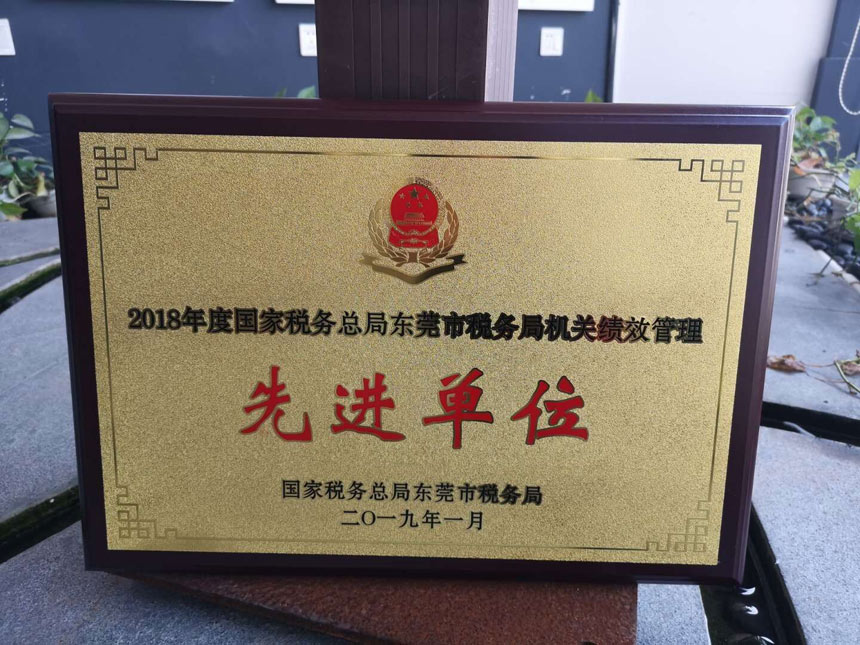 2018年度国家税务总局东莞市税务局机关绩效管理
先进单位
国家税务总局东莞市税务局
二〇一九年一月